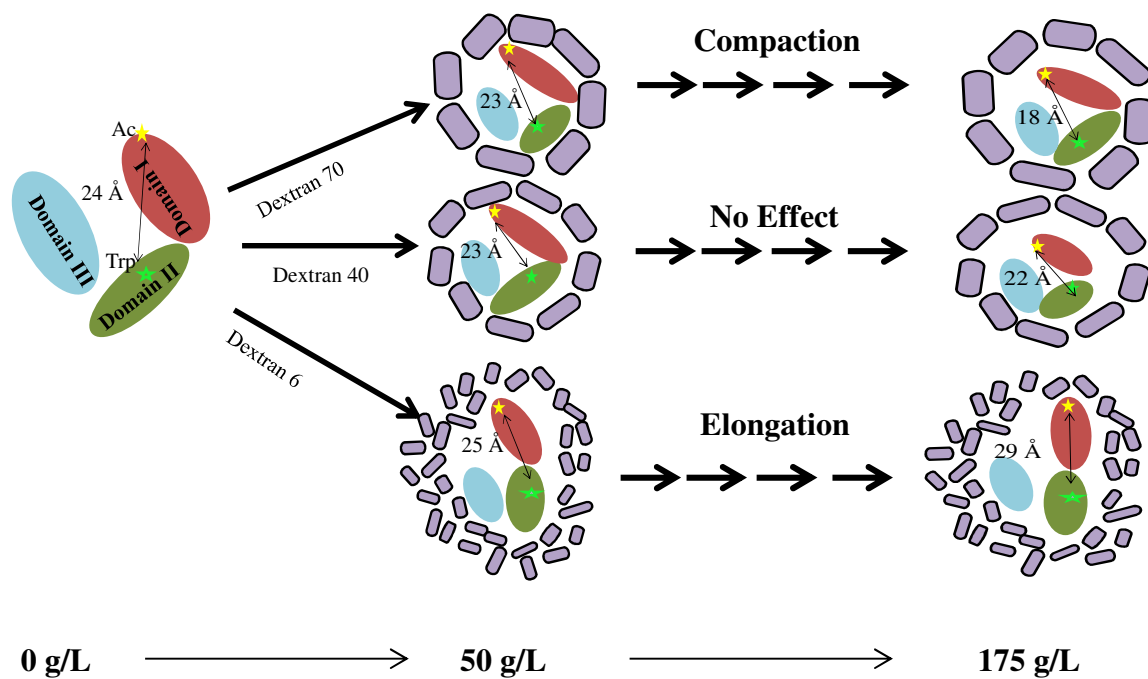 Ac
24 Å
Trp
Domain I
Domain II
Domain III
Dextran 70
Dextran 40
Dextran 6
23 Å
Compaction
18 Å
23 Å
No Effect
22 Å
25 Å
Elongation
29 Å
0 g/L
50 g/L
175 g/L